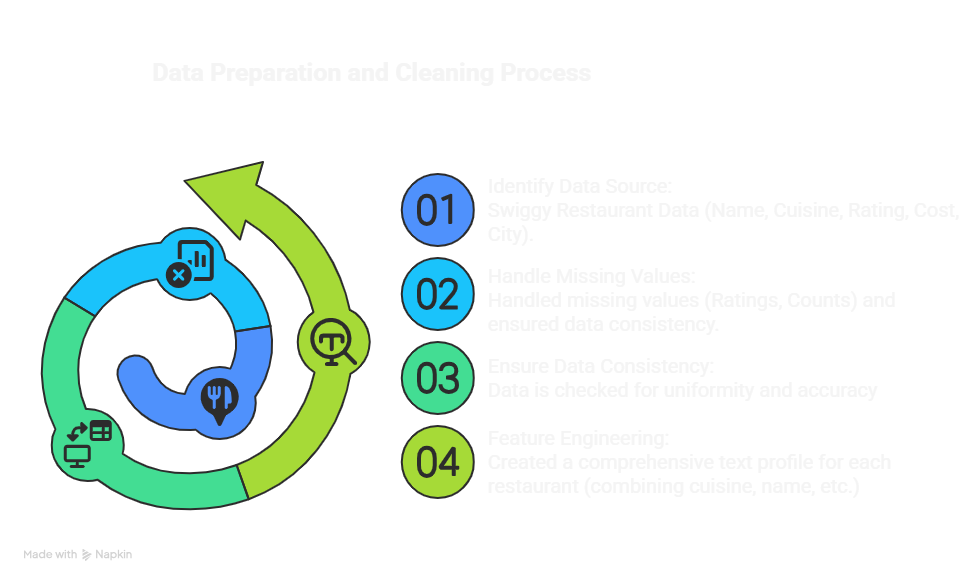 Data Preparation and Cleaning Process
01
Identify Data Source:
Swiggy Restaurant Data (Name, Cuisine, Rating, Cost,
City).
02
Handle Missing Values:
Handled missing values (Ratings, Counts) and
ensured data consistency.
03
Ensure Data Consistency:
Data is checked for uniformity and accuracy
04
Feature Engineering:
Created a comprehensive text profile for each
restaurant (combining cuisine, name, etc.)
Made with Napkin